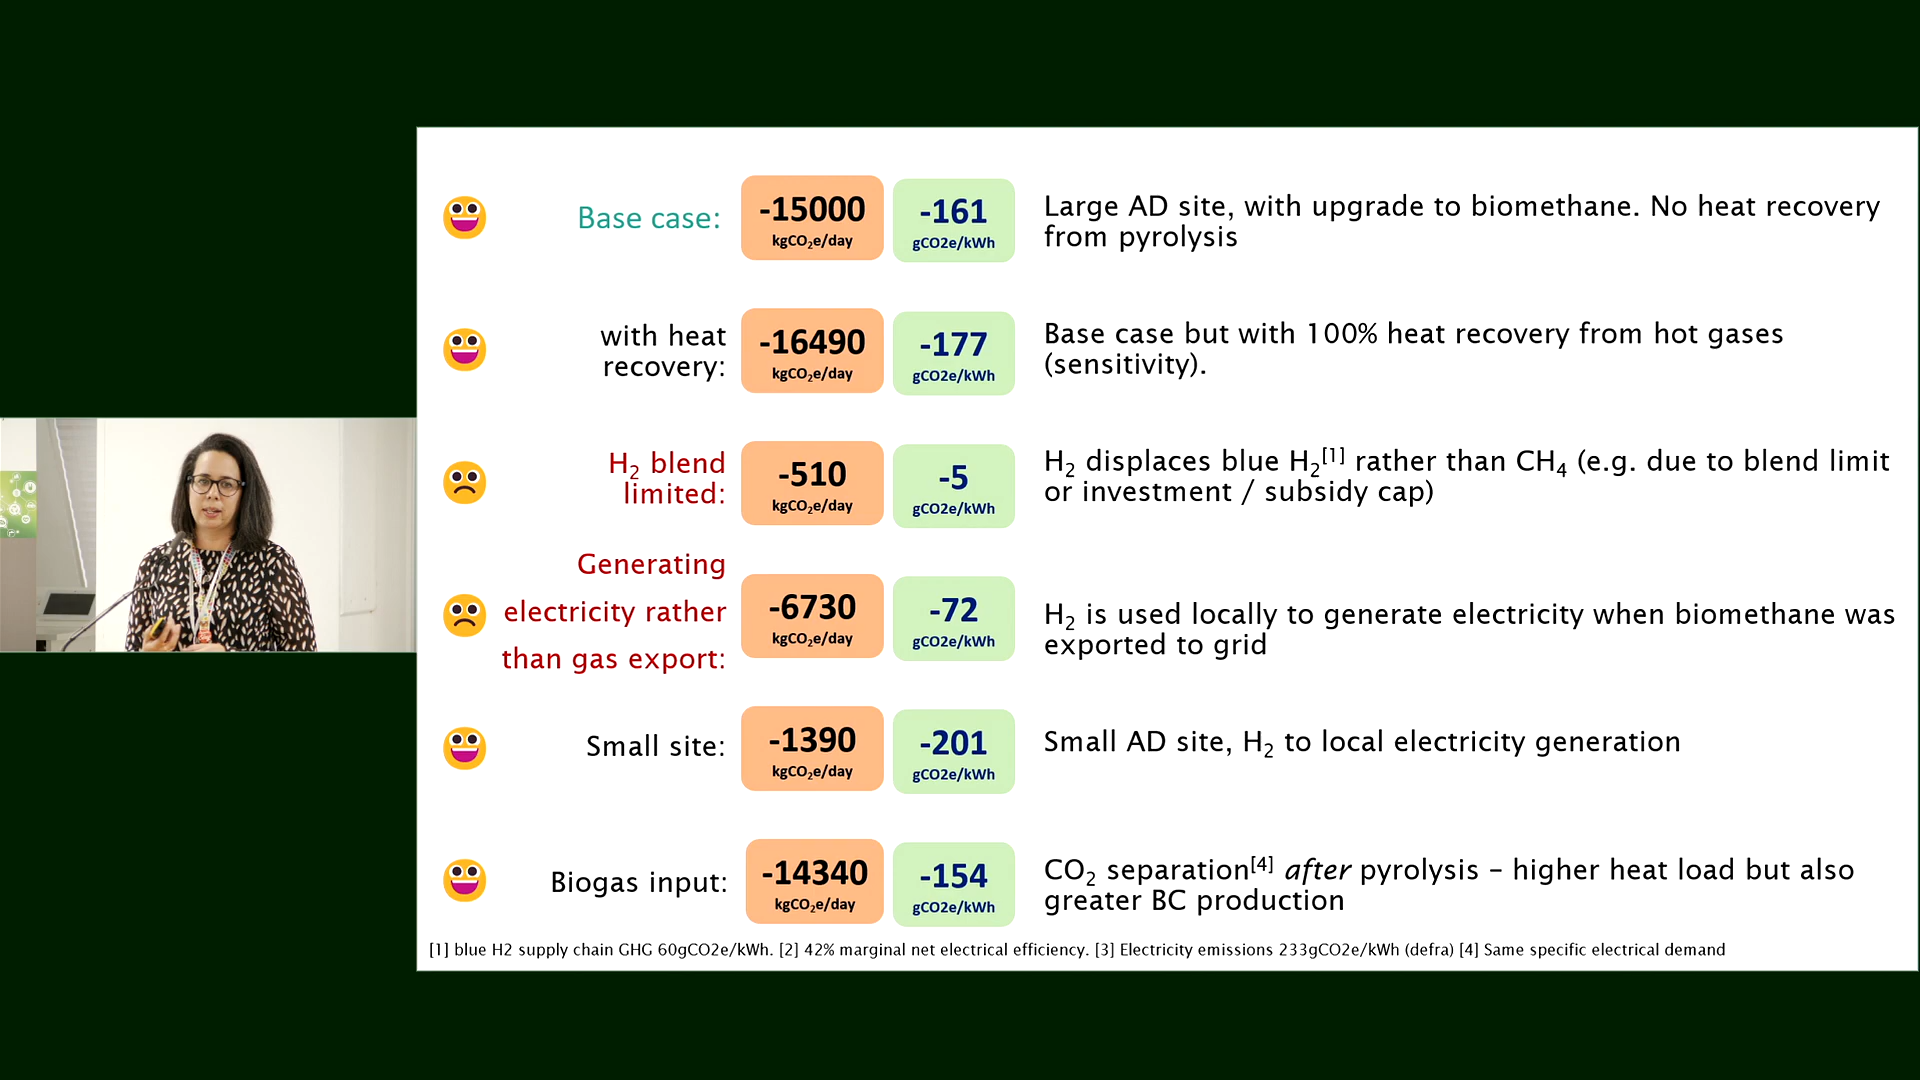 Base case:
-15000
kgCO₂e/day
-161
gCO2e/kWh
Large AD site, with upgrade to biomethane. No heat recovery
from pyrolysis
with heat
recovery:
-16490
kgCO₂e/day
-177
gCO2e/kWh
Base case but with 100% heat recovery from hot gases
(sensitivity).
H₂ blend
limited:
-510
kgCO₂e/day
-5
gCO2e/kWh
H₂ displaces blue H₂[1] rather than CH₄ (e.g. due to blend limit
or investment / subsidy cap)
Generating
electricity rather
than gas export:
-6730
kgCO₂e/day
-72
gCO2e/kWh
H₂ is used locally to generate electricity when biomethane was
exported to grid
Small site:
-1390
kgCO₂e/day
-201
gCO2e/kWh
Small AD site, H₂ to local electricity generation
Biogas input:
-14340
kgCO₂e/day
-154
gCO2e/kWh
CO₂ separation[4] after pyrolysis – higher heat load but also
greater BC production
[1] blue H2 supply chain GHG 60gCO2e/kWh. [2] 42% marginal net electrical efficiency. [3] Electricity emissions 233gCO2e/kWh (defra) [4] Same specific electrical demand